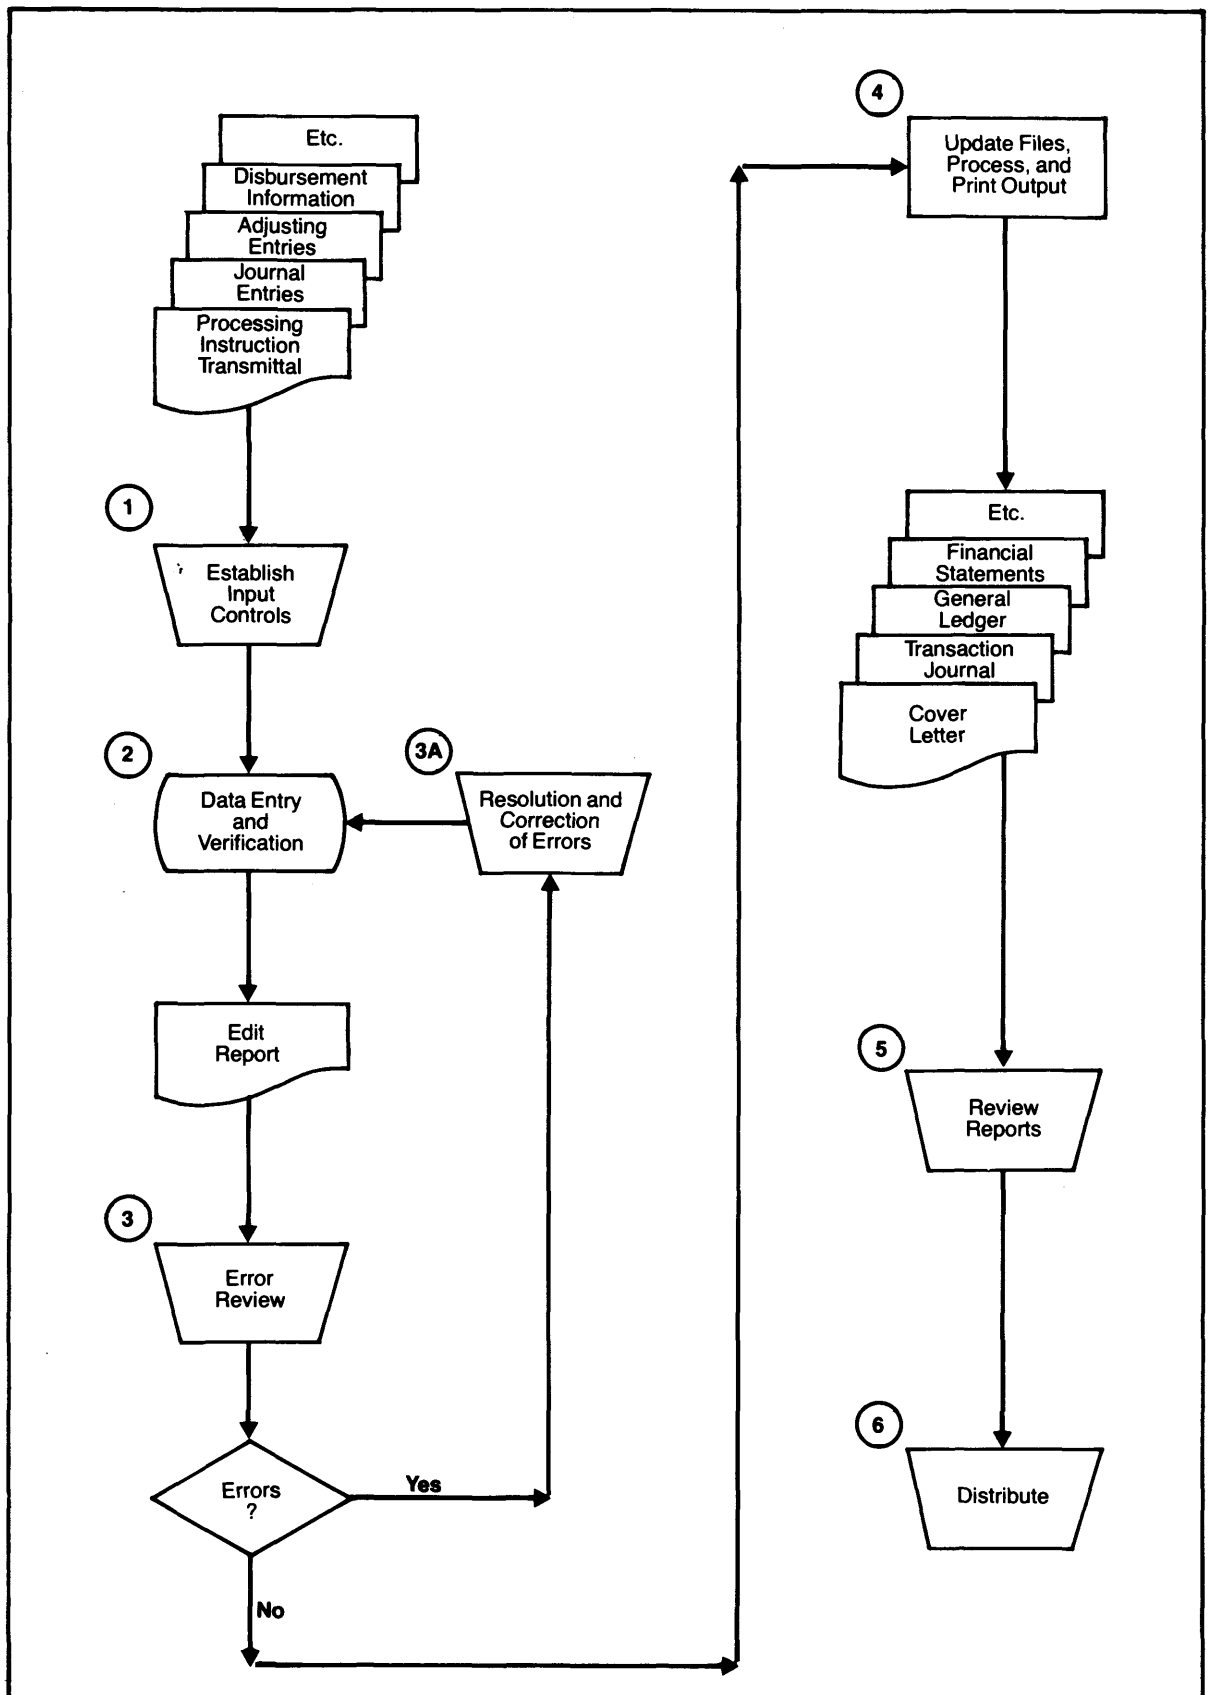 Etc.
Disbursement
Information
Adjusting
Entries
Journal
Entries
Processing
Instruction
Transmittal
1
Establish
Input
Controls
2
Data Entry
and
Verification
3A
Resolution and
Correction
of Errors
Edit
Report
3
Error
Review
Errors
?
Yes
No
4
Update Files,
Process, and
Print Output
Etc.
Financial
Statements
General
Ledger
Transaction
Journal
Cover
Letter
5
Review
Reports
6
Distribute